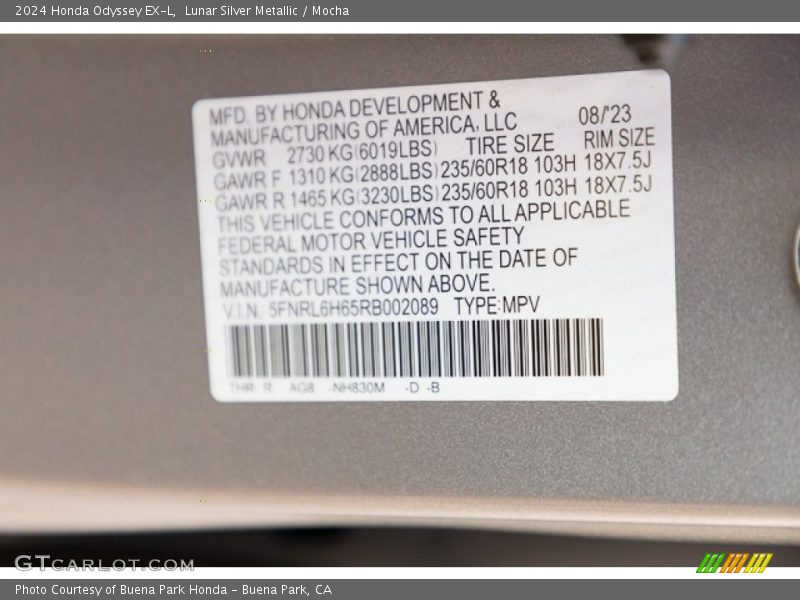 2024 Honda Odyssey EX-L,  Lunar Silver Metallic / Mocha
MFD. BY HONDA DEVELOPMENT &
MANUFACTURING OF AMERICA, LLC 08/'23
GVWR 2730 KG(6019LBS) TIRE SIZE RIM SIZE
GAWR F 1310 KG(2888LBS) 235/60R18 103H 18X7.5J
GAWR R 1465 KG(3230LBS) 235/60R18 103H 18X7.5J
THIS VEHICLE CONFORMS TO ALL APPLICABLE
FEDERAL MOTOR VEHICLE SAFETY
STANDARDS IN EFFECT ON THE DATE OF
MANUFACTURE SHOWN ABOVE.
V.I.N. 5FNRL6H65RB002089 TYPE:MPV
THR R AG8 -NH830M -D -B
GTCARLOT.COM
Photo Courtesy of Buena Park Honda - Buena Park, CA